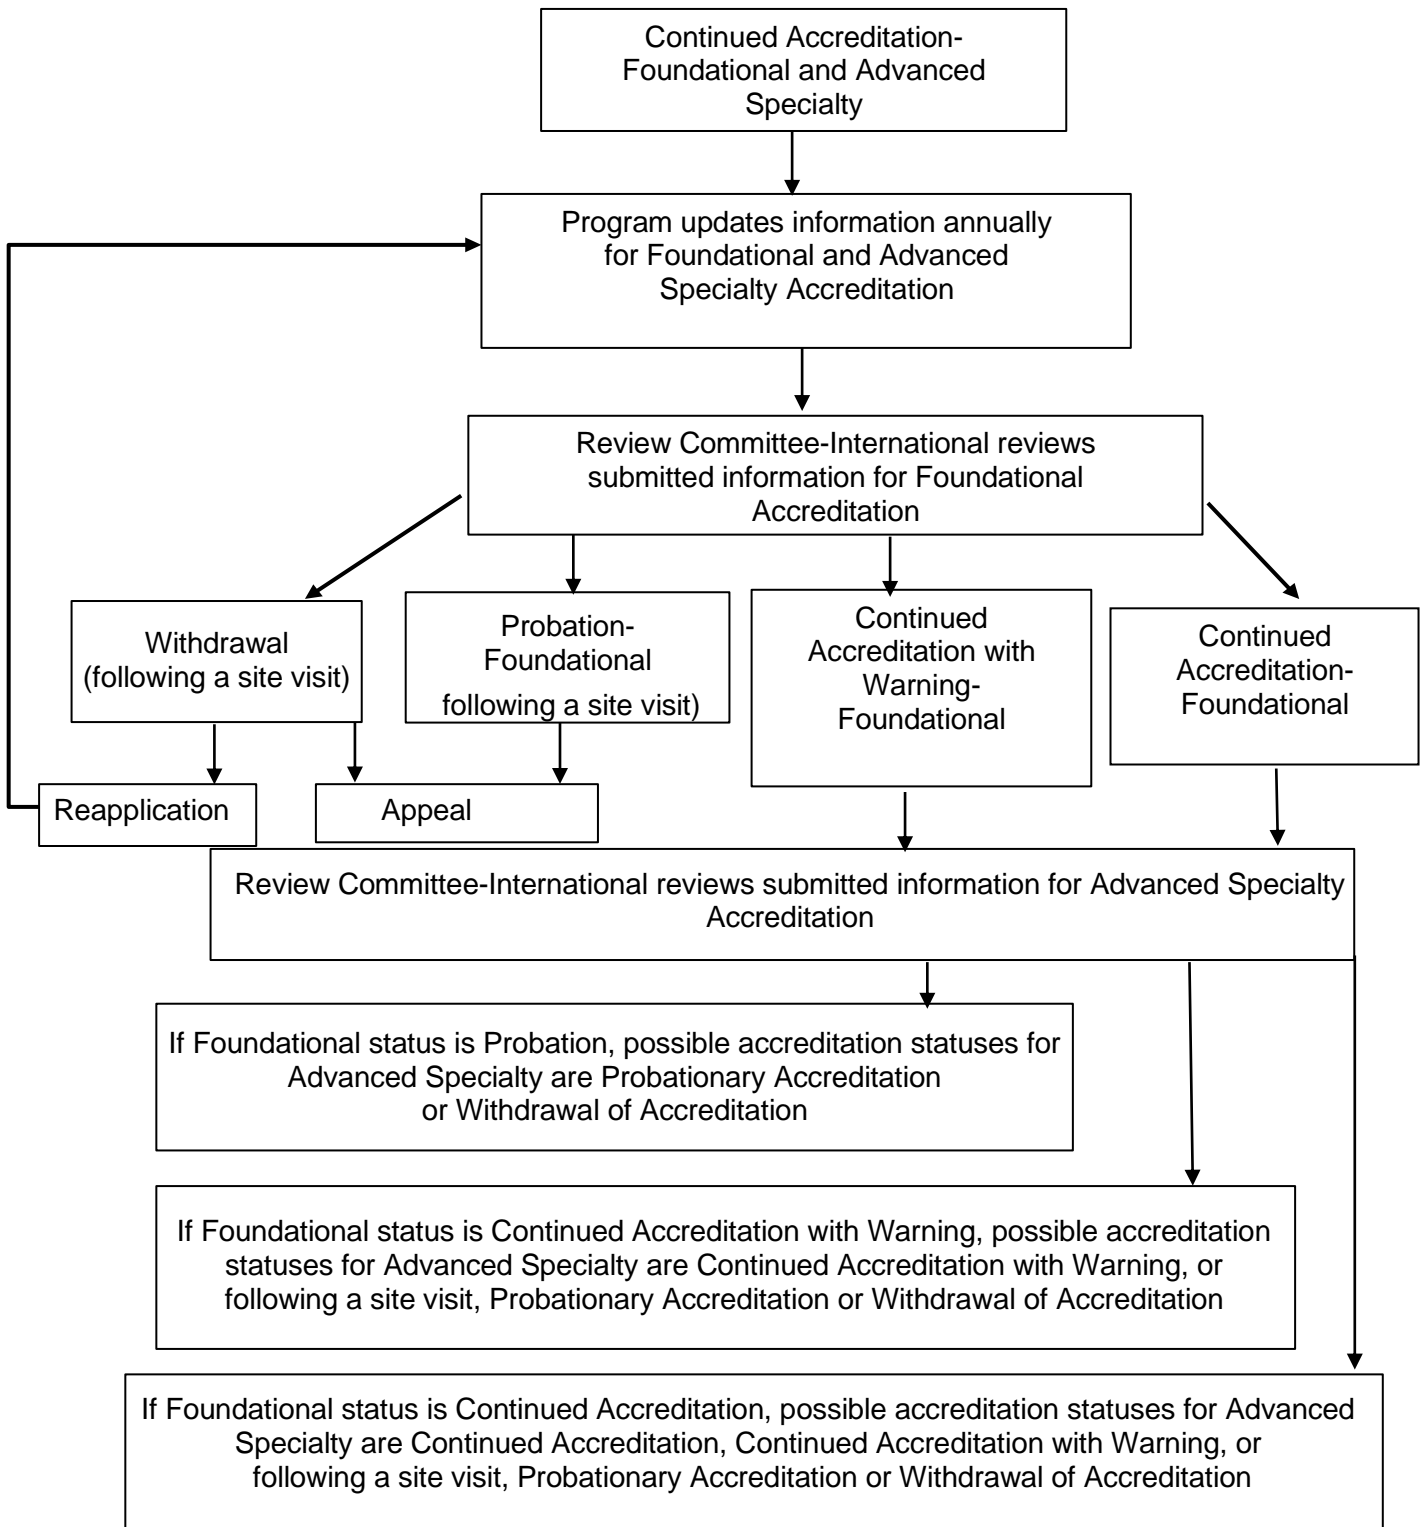 Continued Accreditation-
Foundational and Advanced
Specialty
Program updates information annually
for Foundational and Advanced
Specialty Accreditation
Review Committee-International reviews
submitted information for Foundational
Accreditation
Withdrawal
(following a site visit)
Probation-
Foundational
following a site visit)
Continued
Accreditation with
Warning-
Foundational
Continued
Accreditation-
Foundational
Reapplication
Appeal
Review Committee-International reviews submitted information for Advanced Specialty
Accreditation
If Foundational status is Probation, possible accreditation statuses for
Advanced Specialty are Probationary Accreditation
or Withdrawal of Accreditation
If Foundational status is Continued Accreditation with Warning, possible accreditation
statuses for Advanced Specialty are Continued Accreditation with Warning, or
following a site visit, Probationary Accreditation or Withdrawal of Accreditation
If Foundational status is Continued Accreditation, possible accreditation statuses for Advanced
Specialty are Continued Accreditation, Continued Accreditation with Warning, or
following a site visit, Probationary Accreditation or Withdrawal of Accreditation